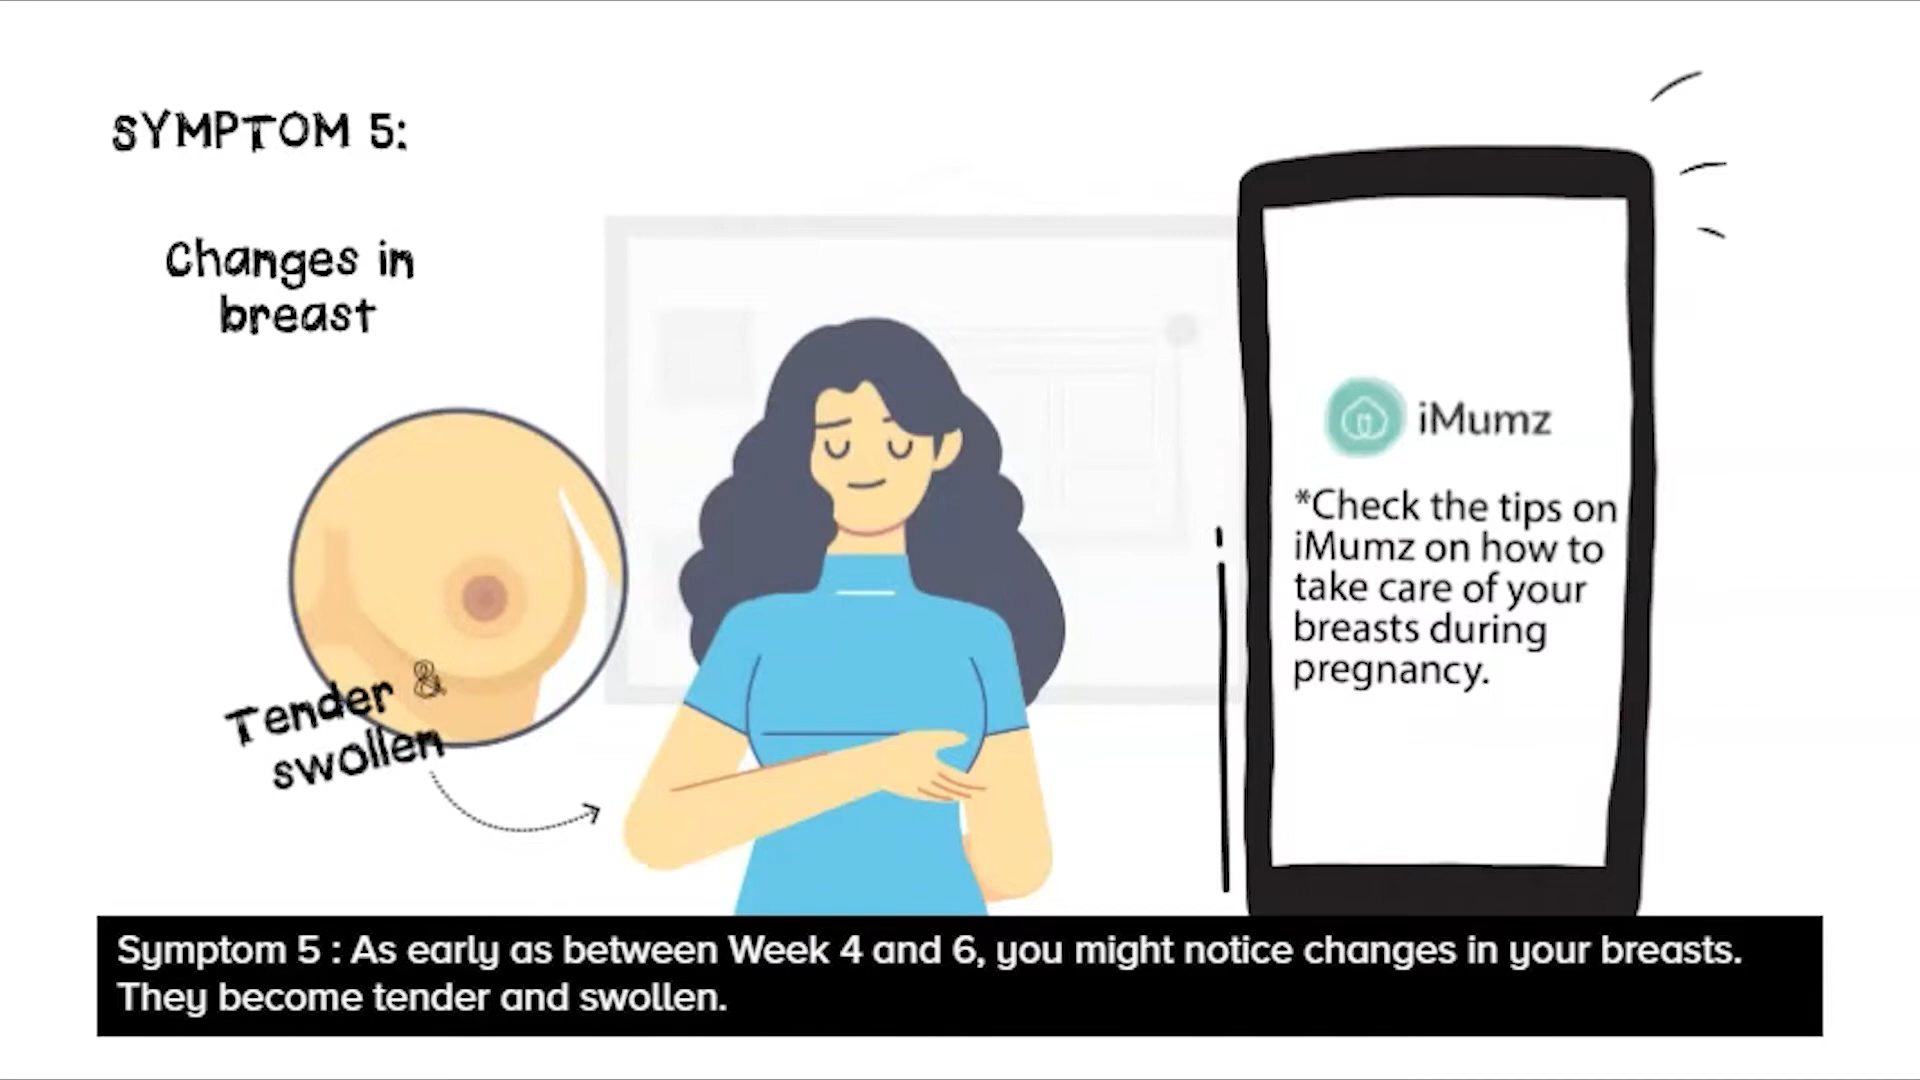 SYMPTOM 5:
Changes in
breast
Tender &
swollen
iMumz
*Check the tips on
iMumz on how to
take care of your
breasts during
pregnancy.
Symptom 5 : As early as between Week 4 and 6, you might notice changes in your breasts.
They become tender and swollen.